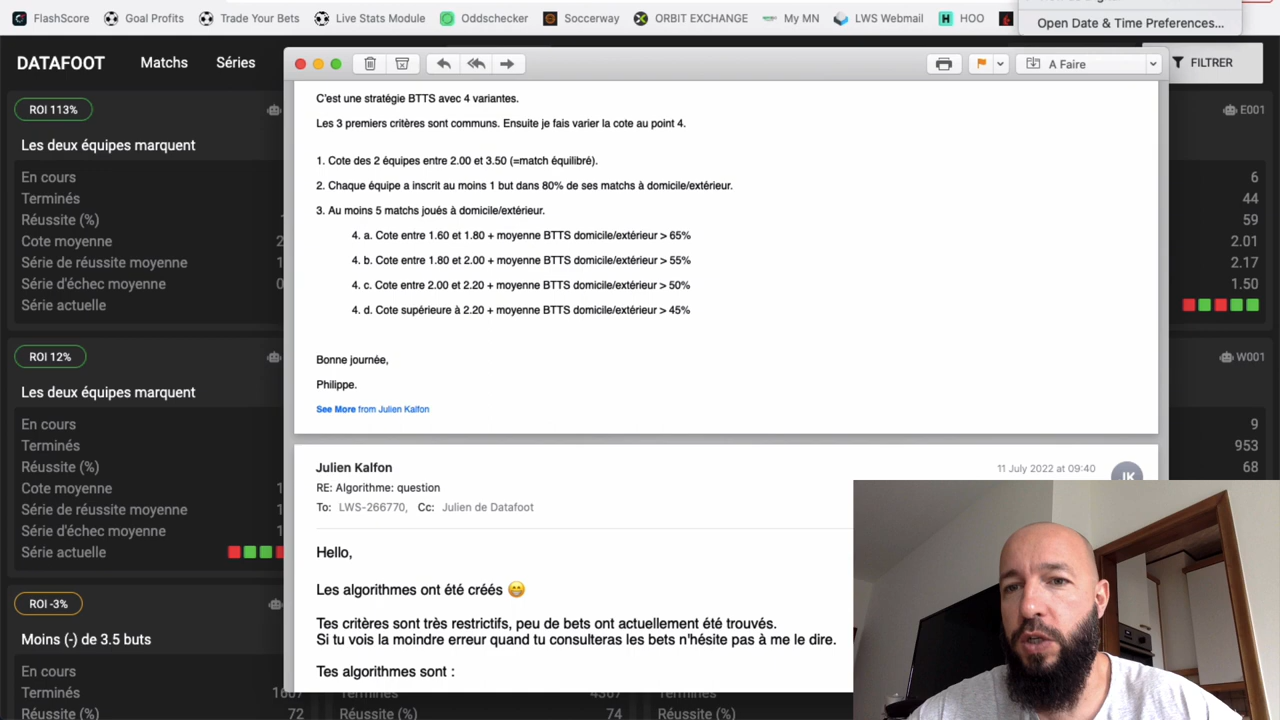 FlashScore Goal Profits Trade Your Bets Live Stats Module Oddschecker Soccerway ORBIT EXCHANGE My MN LWS Webmail HOO
Open Date & Time Preferences...
DATAFOOT Matchs Séries
A Faire
FILTRER
ROI 113%
Les deux équipes marquent
En cours
Terminés
Réussite (%)
Cote moyenne
Série de réussite moyenne
Série d'échec moyenne
Série actuelle
ROI 12%
Les deux équipes marquent
En cours
Terminés
Réussite (%)
Cote moyenne
Série de réussite moyenne
Série d'échec moyenne
Série actuelle
ROI -3%
Moins (-) de 3.5 buts
En cours
Terminés
Réussite (%)
72
C'est une stratégie BTTS avec 4 variantes.
Les 3 premiers critères sont communs. Ensuite je fais varier la cote au point 4.
1. Cote des 2 équipes entre 2.00 et 3.50 (=match équilibré).
2. Chaque équipe a inscrit au moins 1 but dans 80% de ses matchs à domicile/extérieur.
3. Au moins 5 matchs joués à domicile/extérieur.
4. a. Cote entre 1.60 et 1.80 + moyenne BTTS domicile/extérieur > 65%
4. b. Cote entre 1.80 et 2.00 + moyenne BTTS domicile/extérieur > 55%
4. c. Cote entre 2.00 et 2.20 + moyenne BTTS domicile/extérieur > 50%
4. d. Cote supérieure à 2.20 + moyenne BTTS domicile/extérieur > 45%
Bonne journée,
Philippe.
See More from Julien Kalfon
Julien Kalfon
11 July 2022 at 09:40
JK
RE: Algorithme: question
To: LWS-266770, Cc: Julien de Datafoot
Hello,
Les algorithmes ont été créés 😁
Tes critères sont très restrictifs, peu de bets ont actuellement été trouvés.
Si tu vois la moindre erreur quand tu consulteras les bets n'hésite pas à me le dire.
Tes algorithmes sont :
Terminés
Réussite (%)
74
Terminés
Réussite (%)
E001
6
44
59
2.01
2.17
1.50
W001
9
953
68